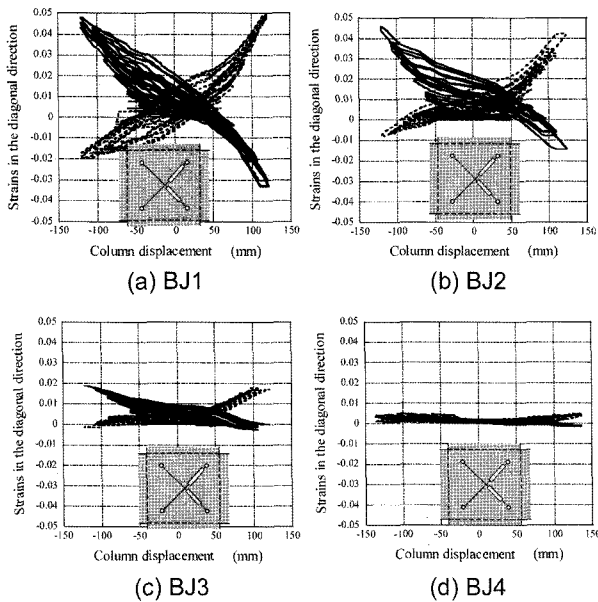 Strains in the diagonal direction
0.05
0.04
0.03
0.02
0.01
0
-0.01
-0.02
-0.03
-0.04
0.05
-150 -100 -50 0 50 100 150
Column displacement (mm)
(a) BJ1
Strains in the diagonal direction
0.05
0.04
0.03
0.02
0.01
0
-0.01
-0.02
-0.03
-0.04
-0.05
-150 -100 -50 0 50 100 150
Column displacement (mm)
(b) BJ2
Strains in the diagonal direction
0.05
0.04
0.03
0.02
0.01
0
-0.01
-0.02
-0.03
-0.04
-0.05
-150 -100 -50 0 50 100 150
Column displacement (mm)
(c) BJ3
Strains in the diagonal direction
0.05
0.04
0.03
0.02
0.01
0
-0.01
-0.02
-0.03
-0.04
-0.05
-150 -100 -50 0 50 100 150
Column displacement (mm)
(d) BJ4